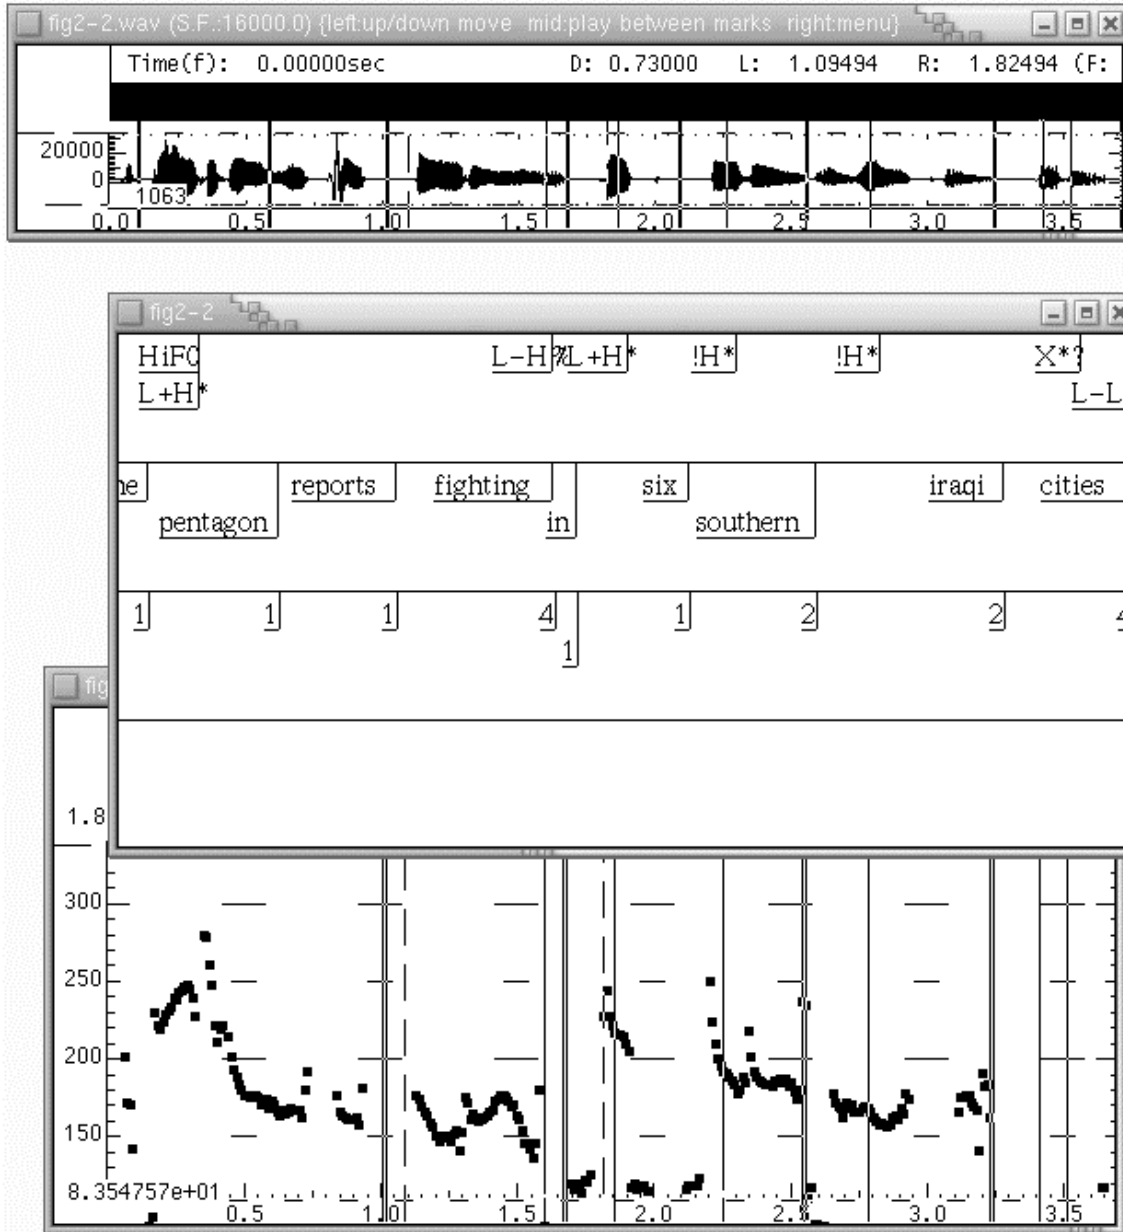 fig2-2.wav (S.F.:16000.0) {left:up/down move mid:play between marks right:menu}
Time(f): 0.00000sec D: 0.73000 L: 1.09494 R: 1.82494 (F:
20000
0
1063
0.0 0.5 1.0 1.5 2.0 2.5 3.0 3.5
fig2-2
HiF0 L-H% ?L+H* !H* !H* X*?
L+H* L-L
he reports fighting six iraqi cities
pentagon in southern
1 1 1 4 1 2 2 4
1
fig
1.8
300
250
200
150
8.354757e+01
0.5 1.0 1.5 2.0 2.5 3.0 3.5